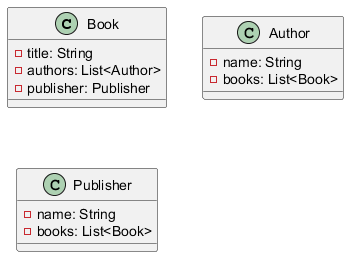 C Book
title: String
authors: List<Author>
publisher: Publisher
C Author
name: String
books: List<Book>
C Publisher
name: String
books: List<Book>